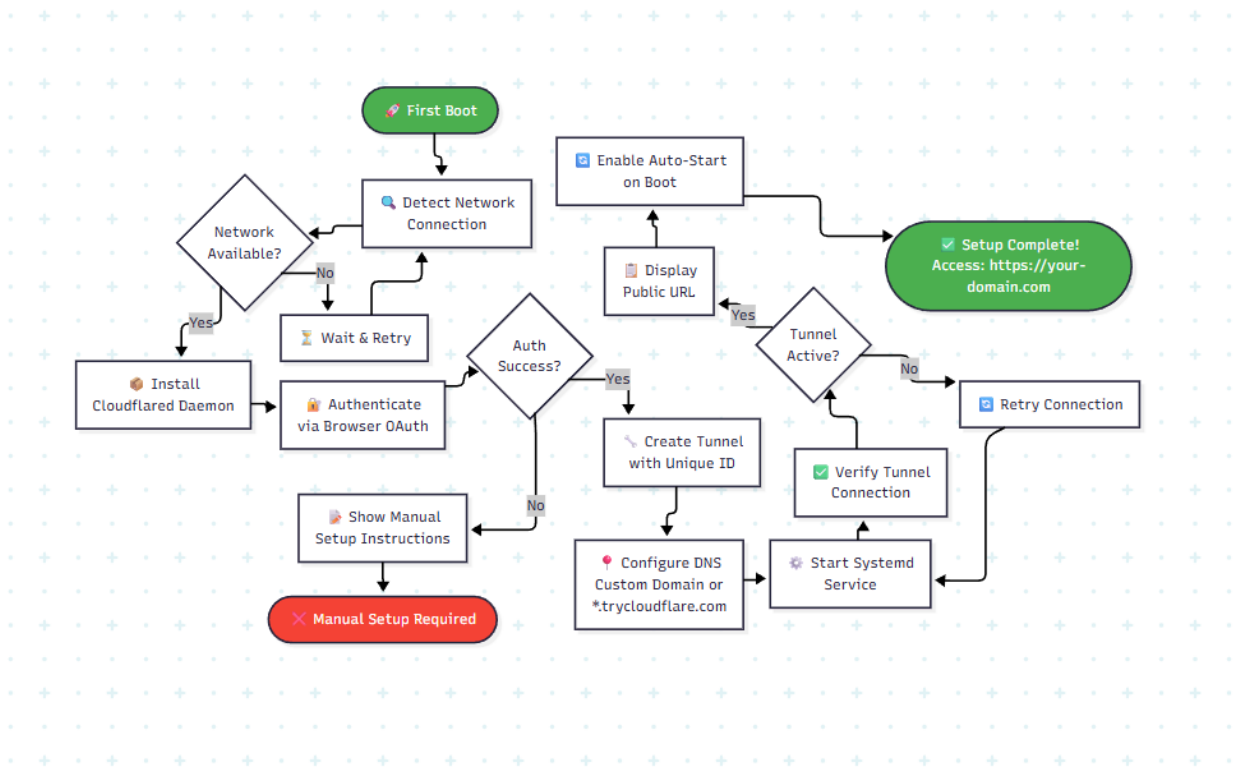 🚀 First Boot
🔍 Detect Network
Connection
Network
Available?
No
⏳ Wait & Retry
Yes
📦 Install
Cloudflared Daemon
🔐 Authenticate
via Browser OAuth
Auth
Success?
No
📝 Show Manual
Setup Instructions
❌ Manual Setup Required
Yes
🔧 Create Tunnel
with Unique ID
📍 Configure DNS
Custom Domain or
*.trycloudflare.com
⚙️ Start Systemd
Service
✅ Verify Tunnel
Connection
Tunnel
Active?
No
🔄 Retry Connection
Yes
📋 Display
Public URL
🔄 Enable Auto-Start
on Boot
✅ Setup Complete!
Access: https://your-
domain.com